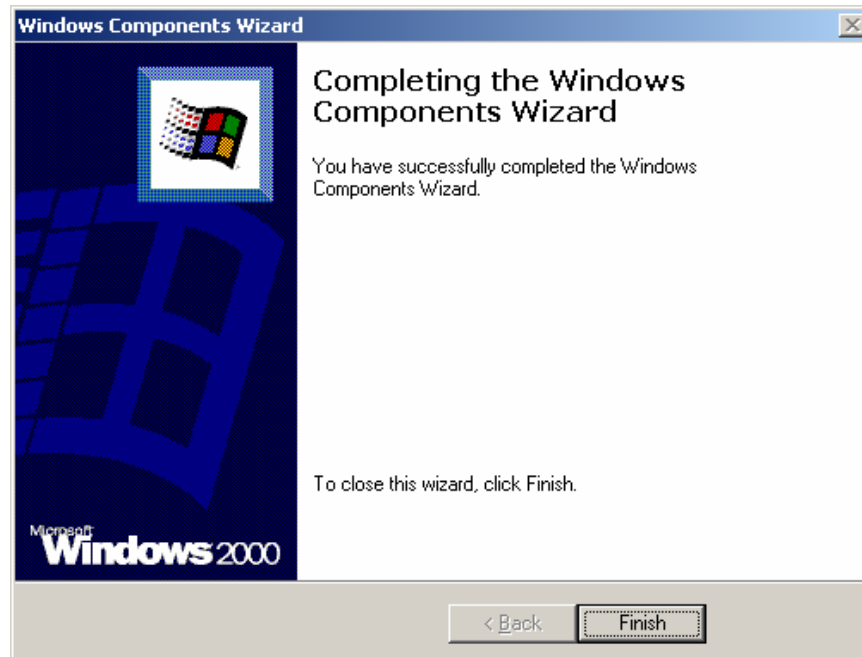 Windows Components Wizard
Completing the Windows
Components Wizard
You have successfully completed the Windows
Components Wizard.
To close this wizard, click Finish.
Microsoft
Windows 2000
< Back
Finish